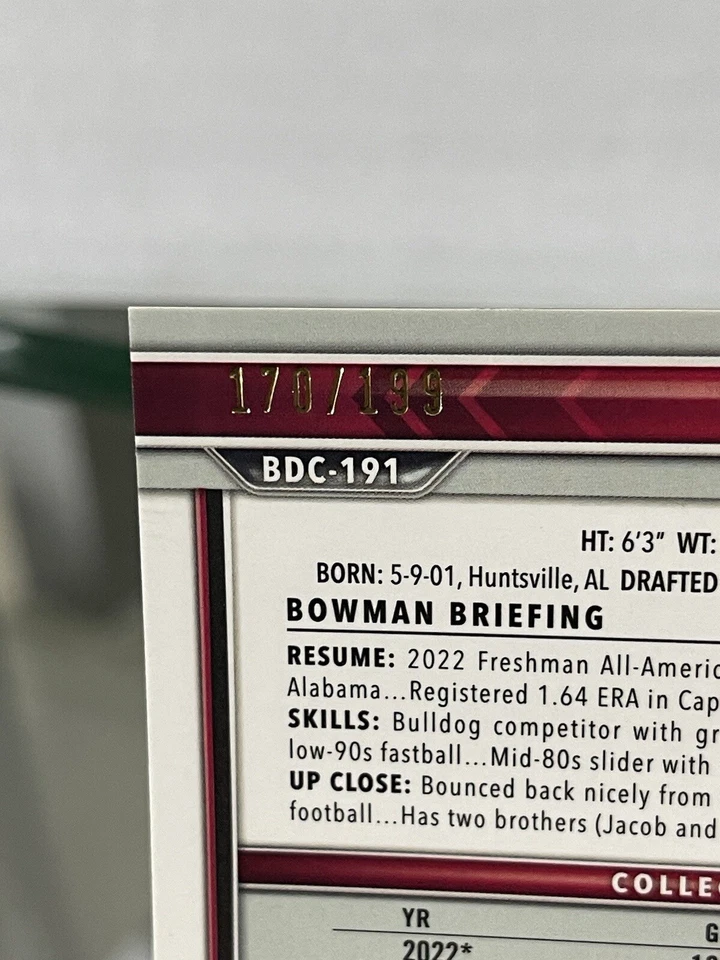 170/199
BDC-191
HT: 6'3" WT:
BORN: 5-9-01, Huntsville, AL DRAFTED
BOWMAN BRIEFING
RESUME: 2022 Freshman All-Americ
Alabama...Registered 1.64 ERA in Cap
SKILLS: Bulldog competitor with gr
low-90s fastball...Mid-80s slider with
UP CLOSE: Bounced back nicely from
football...Has two brothers (Jacob and
COLLE
YR G
2022*